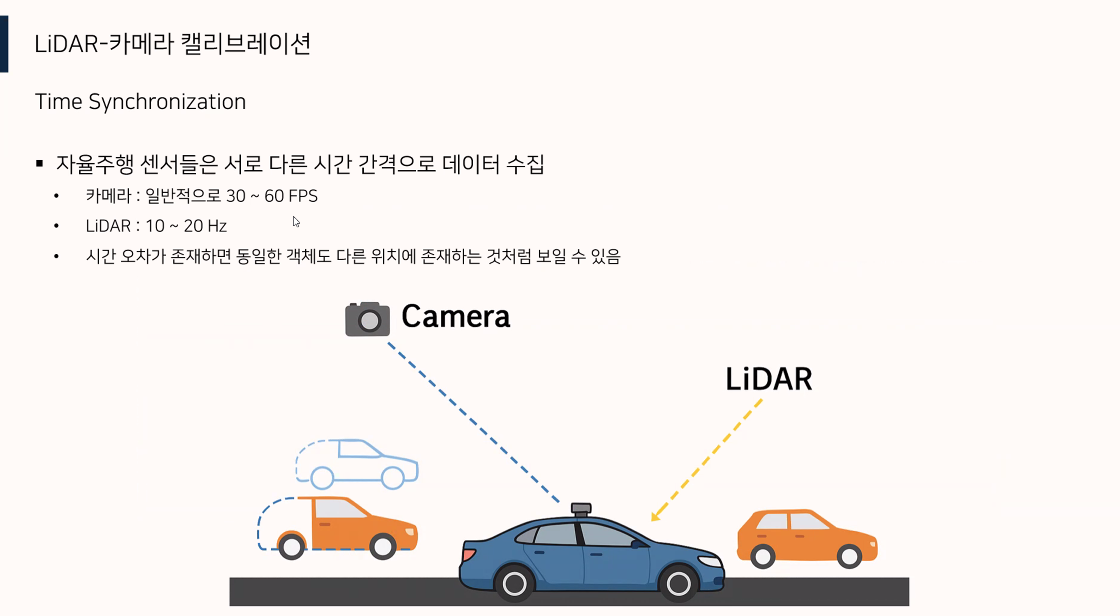 LiDAR-카메라 캘리브레이션
Time Synchronization
▪ 자율주행 센서들은 서로 다른 시간 간격으로 데이터 수집
• 카메라 : 일반적으로 30 ~ 60 FPS
• LiDAR : 10 ~ 20 Hz
• 시간 오차가 존재하면 동일한 객체도 다른 위치에 존재하는 것처럼 보일 수 있음
Camera
LiDAR